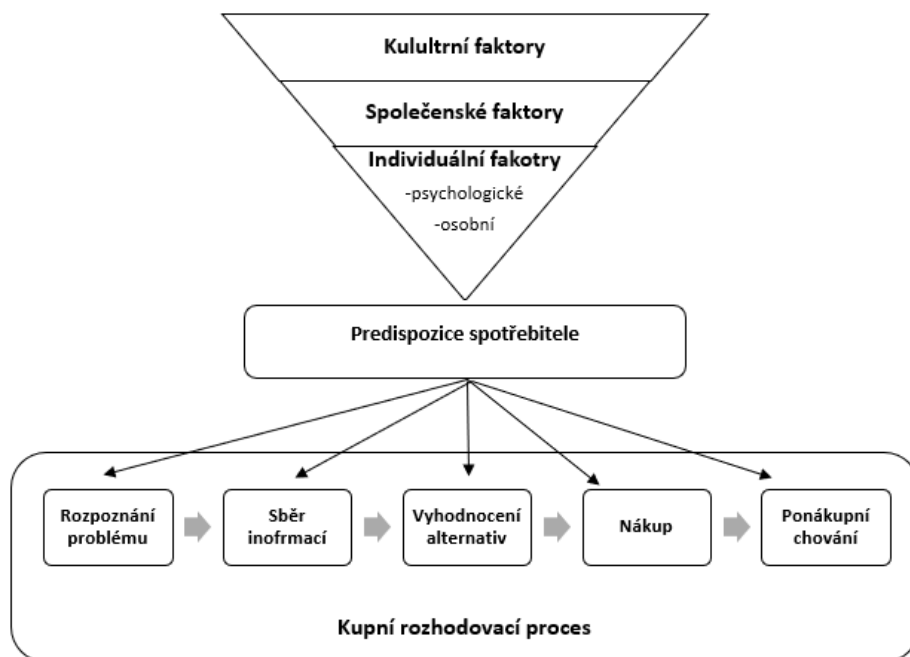 Kulultrní faktory
Společenské faktory
Individuální fakotry
-psychologické
-osobní
Predispozice spotřebitele
Rozpoznání
problému
Sběr
inofrmací
Vyhodnocení
alternativ
Nákup
Ponákupní
chování
Kupní rozhodovací proces